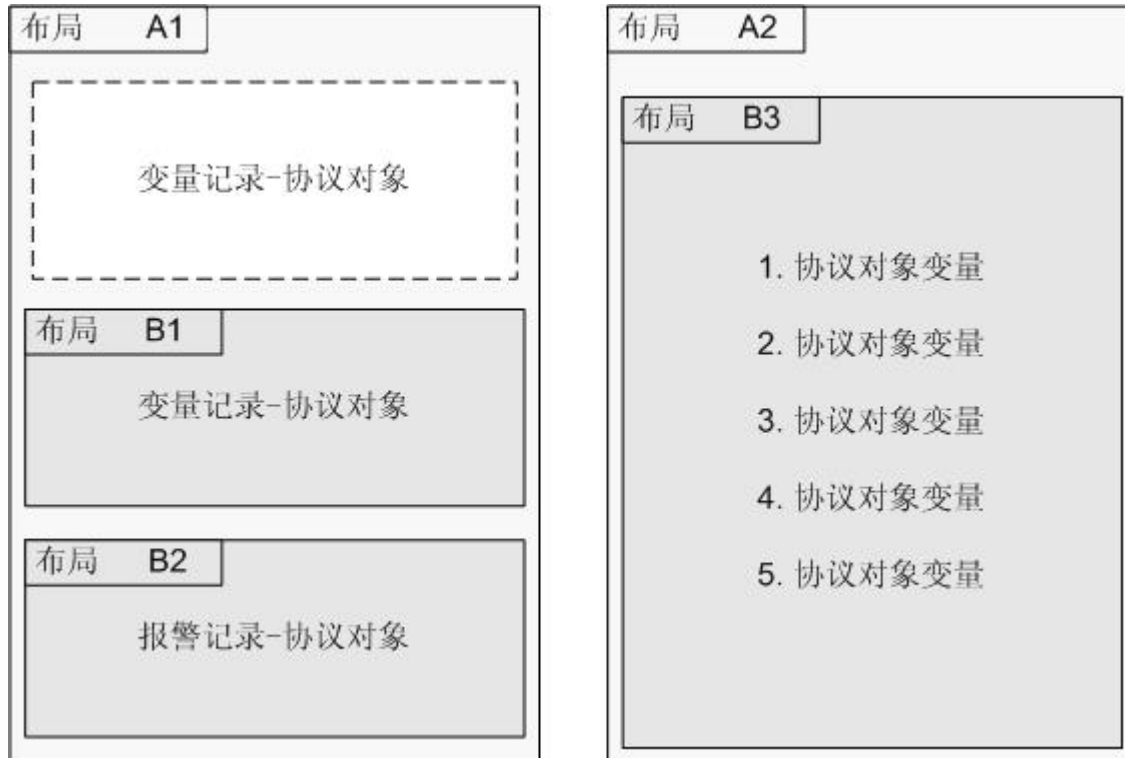 布局 A1
变量记录-协议对象
布局 B1
变量记录-协议对象
布局 B2
报警记录-协议对象
布局 A2
布局 B3
1. 协议对象变量
2. 协议对象变量
3. 协议对象变量
4. 协议对象变量
5. 协议对象变量